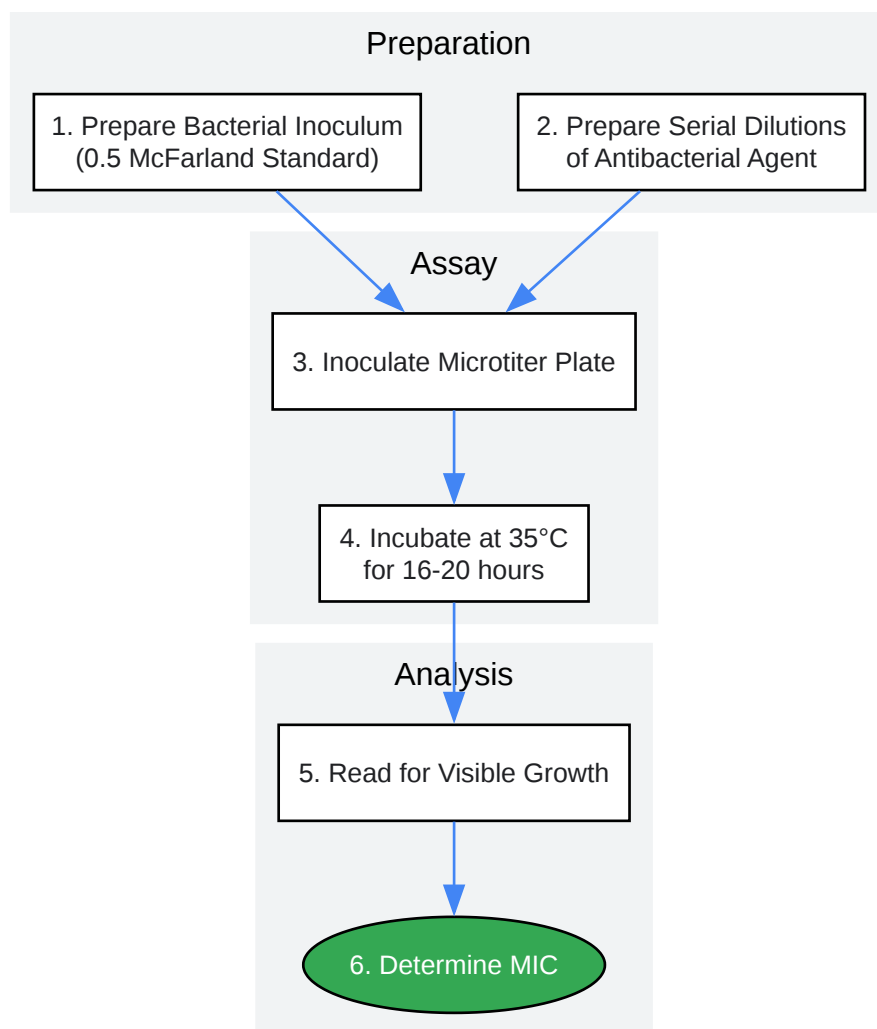 Preparation
1. Prepare Bacterial Inoculum
(0.5 McFarland Standard)
2. Prepare Serial Dilutions
of Antibacterial Agent
Assay
3. Inoculate Microtiter Plate
4. Incubate at 35°C
for 16-20 hours
Analysis
5. Read for Visible Growth
6. Determine MIC